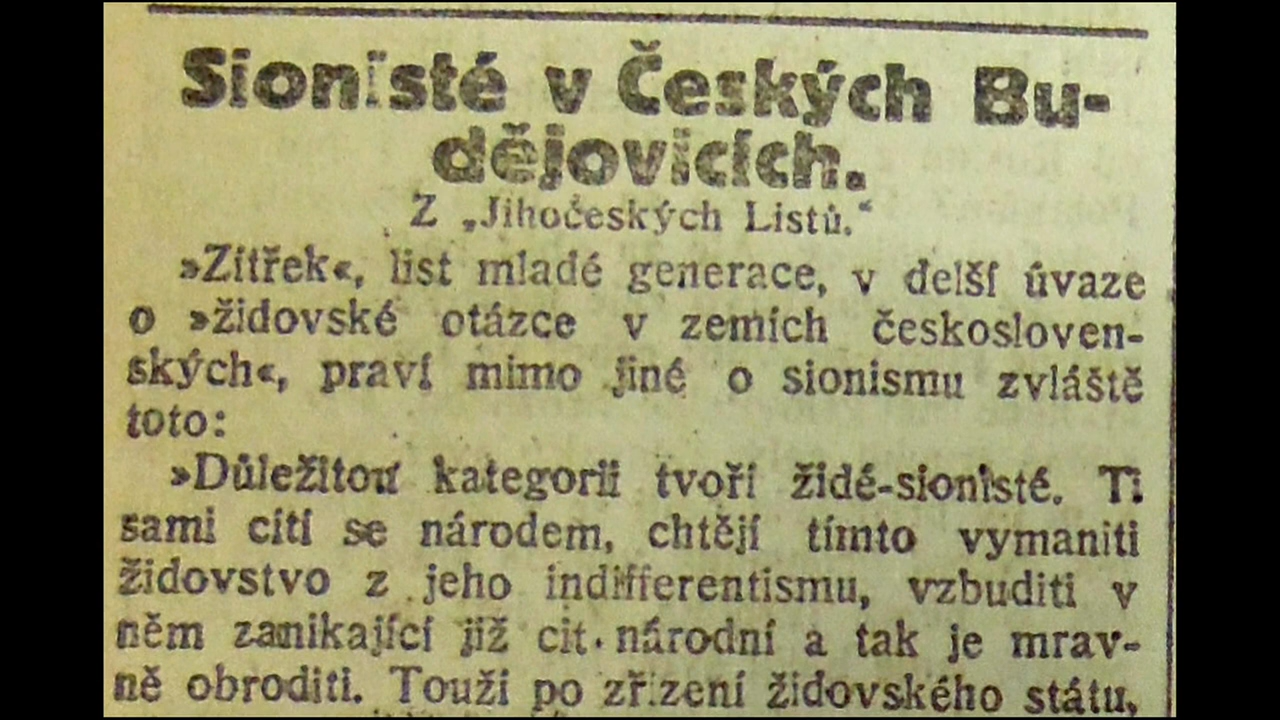 Sionisté v Českých Bu-
dějovicích.
Z „Jihočeských Listů.“
»Zítřek«, list mladé generace, v delší úvaze
o »židovské otázce v zemích českosloven-
ských«, praví mimo jiné o sionismu zvláště
toto:
»Důležitou kategorii tvoří židé-sionisté. Ti
sami cítí se národem, chtějí tímto vymaniti
židovstvo z jeho indifferentismu, vzbuditi v
něm zanikající již cit národní a tak je mrav-
ně obroditi. Touží po zřízení židovského státu,